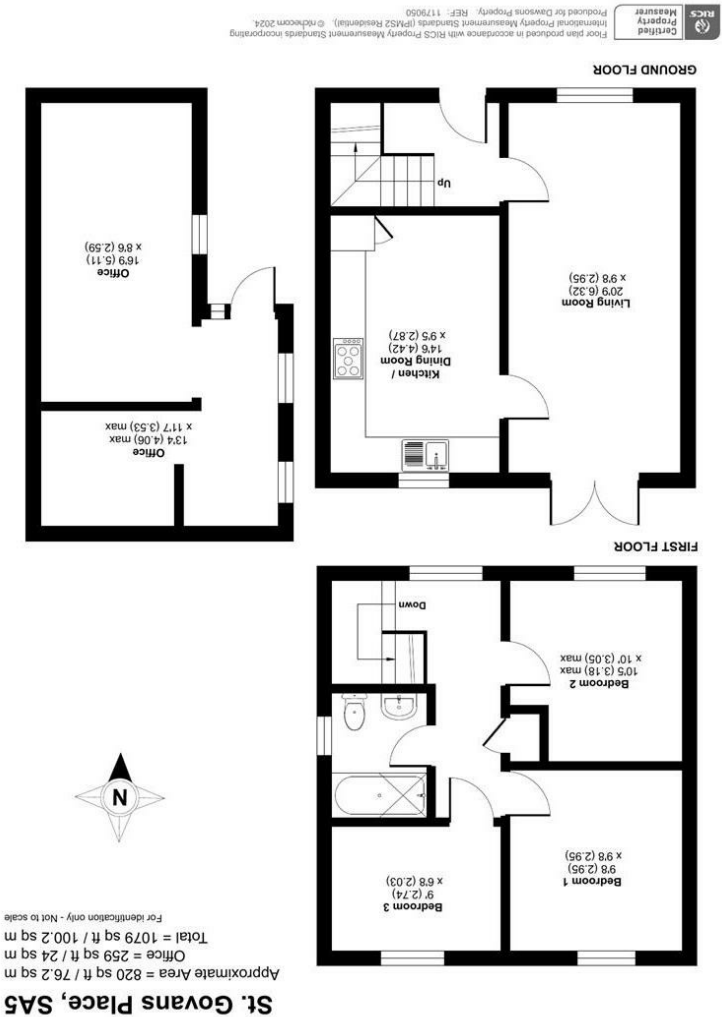 St. Govans Place, SA5
Approximate Area = 820 sq ft / 76.2 sq m
Office = 259 sq ft / 24 sq m
Total = 1079 sq ft / 100.2 sq m
For identification only - Not to scale
N
Bedroom 3
9' (2.74)
x 6'8 (2.03)
Bedroom 1
9'8 (2.95)
x 9'8 (2.95)
Bedroom 2
10'5 (3.18) max
x 10' (3.05) max
Down
FIRST FLOOR
Office
13'4 (4.06) max
x 11'7 (3.53) max
Office
16'9 (5.11)
x 8'6 (2.59)
Kitchen /
Dining Room
14'6 (4.42)
x 9'5 (2.87)
Living Room
20'9 (6.32)
x 9'8 (2.95)
Up
GROUND FLOOR
RICS
Certified
Property
Measurer
Floor plan produced in accordance with RICS Property Measurement Standards incorporating
International Property Measurement Standards (IPMS2 Residential). © nichecom 2024.
Produced for Dawsons Property. REF: 1179050